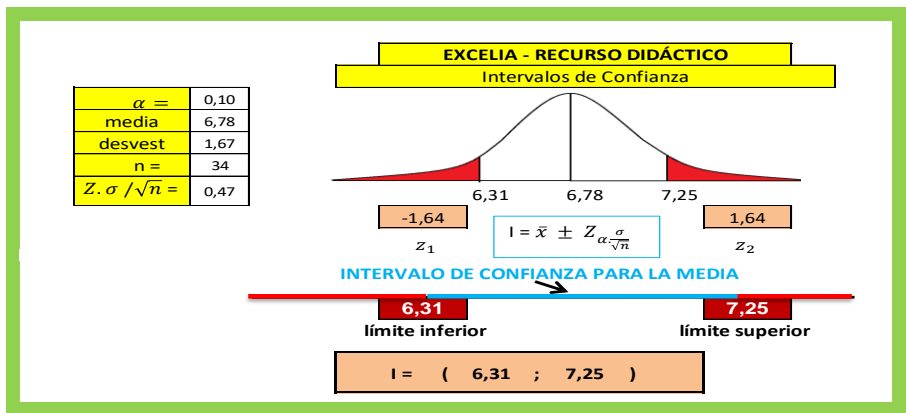 EXCELIA - RECURSO DIDÁCTICO
Intervalos de Confianza
α = 0,10
media 6,78
desvest 1,67
n = 34
Z. σ /√n = 0,47
6,31 6,78 7,25
-1,64 1,64
I = x̄ ± Zα.σ/√n
z₁ z₂
INTERVALO DE CONFIANZA PARA LA MEDIA
6,31 7,25
límite inferior límite superior
I = ( 6,31 ; 7,25 )